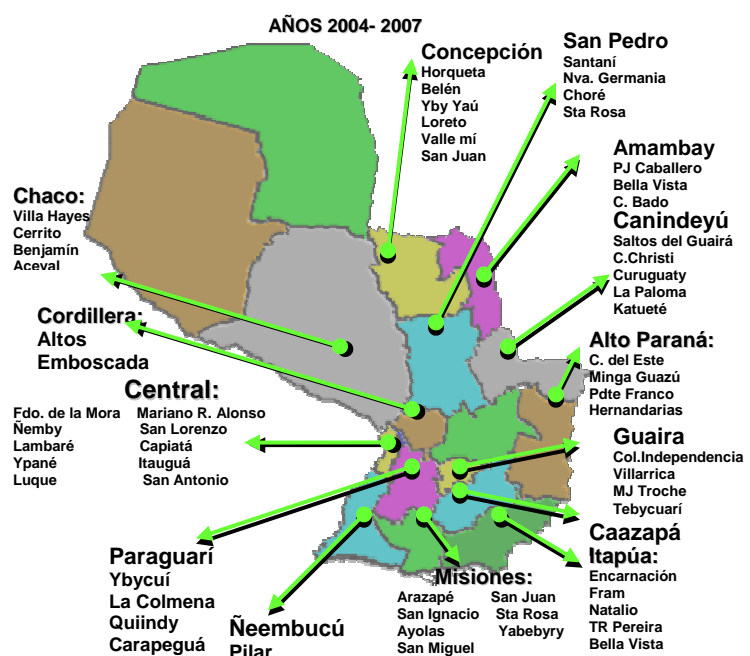 AÑOS 2004- 2007
Concepción
Horqueta
Belén
Yby Yaú
Loreto
Valle mí
San Juan
San Pedro
Santaní
Nva. Germania
Choré
Sta Rosa
Amambay
PJ Caballero
Bella Vista
C. Bado
Canindeyú
Saltos del Guairá
C.Christi
Curuguaty
La Paloma
Katueté
Chaco:
Villa Hayes
Cerrito
Benjamín
Aceval
Cordillera:
Altos
Emboscada
Alto Paraná:
C. del Este
Minga Guazú
Pdte Franco
Hernandarias
Central:
Fdo. de la Mora Mariano R. Alonso
Ñemby San Lorenzo
Lambaré Capiatá
Ypané Itauguá
Luque San Antonio
Guaira
Col.Independencia
Villarrica
MJ Troche
Tebycuarí
Caazapá
Itapúa:
Encarnación
Fram
Natalio
TR Pereira
Bella Vista
Paraguarí
Ybycuí
La Colmena
Quiindy
Carapeguá
Ñeembucú
Pilar
Misiones:
Arazapé San Juan
San Ignacio Sta Rosa
Ayolas Yabebyry
San Miguel